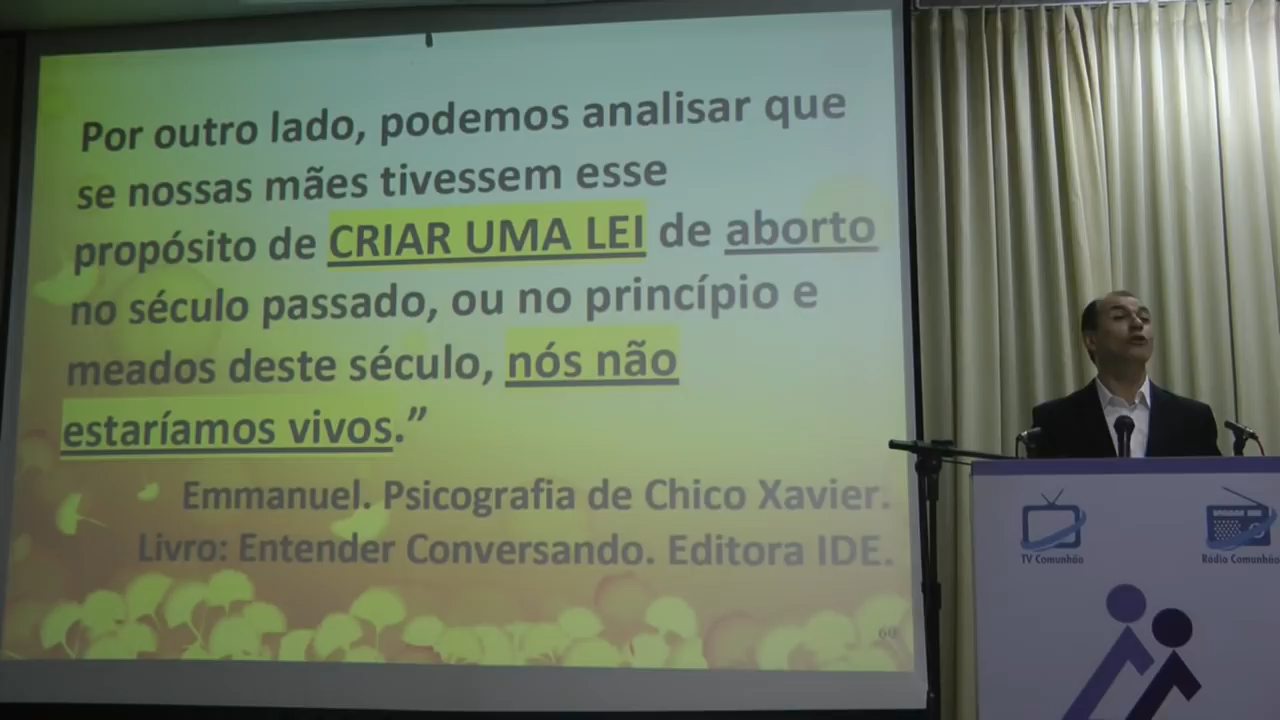 Por outro lado, podemos analisar que
se nossas mães tivessem esse
propósito de CRIAR UMA LEI de aborto
no século passado, ou no princípio e
meados deste século, nós não
estaríamos vivos.”
Emmanuel. Psicografia de Chico Xavier.
Livro: Entender Conversando. Editora IDE.
60
TV Comunhão
Rádio Comunhão